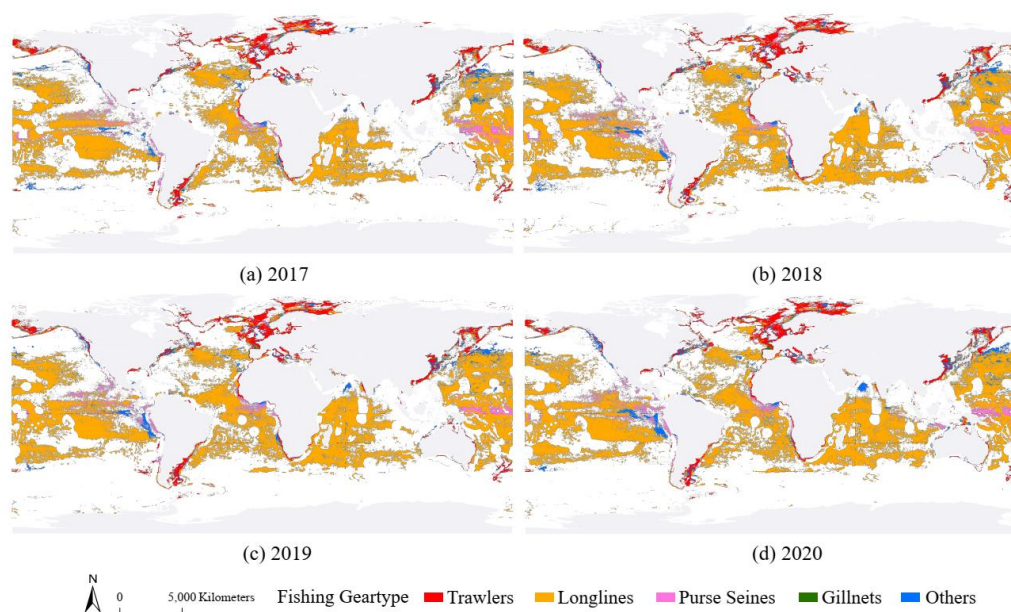 (a) 2017
(b) 2018
(c) 2019
(d) 2020
N
0 5,000 Kilometers
Fishing Geartype Trawlers Longlines Purse Seines Gillnets Others